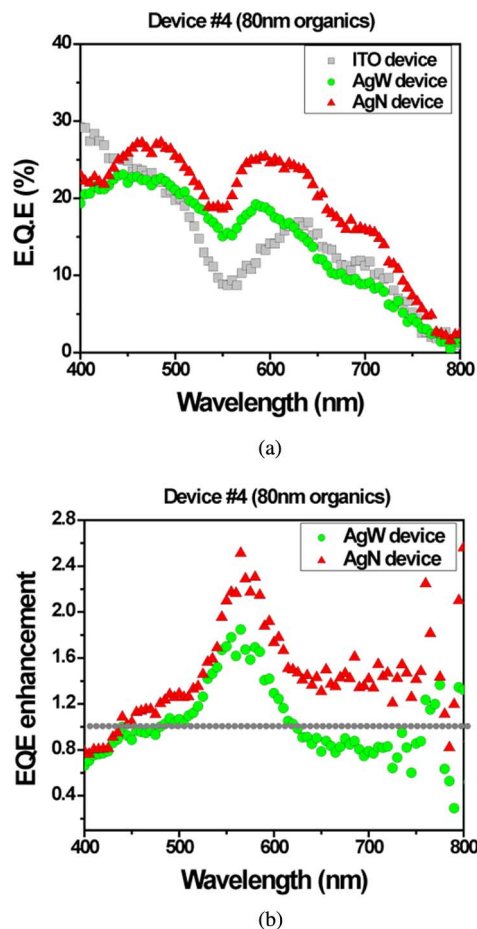 Device #4 (80nm organics)
40
30
20
10
0
E.Q.E (%)
ITO device
AgW device
AgN device
400 500 600 700 800
Wavelength (nm)
(a)
Device #4 (80nm organics)
2.8
2.4
2.0
1.6
1.2
0.8
0.4
EQE enhancement
AgW device
AgN device
400 500 600 700 800
Wavelength (nm)
(b)